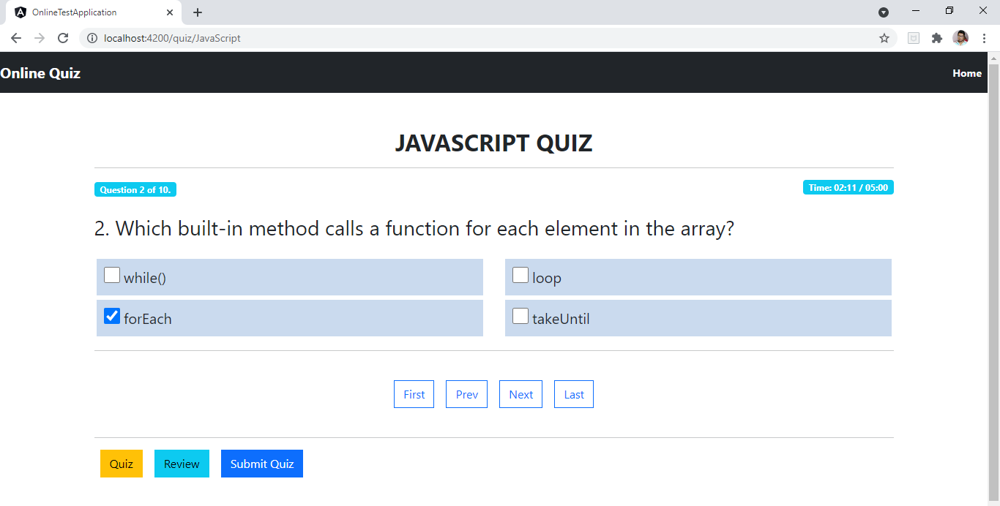 OnlineTestApplication
localhost:4200/quiz/JavaScript
Online Quiz Home
JAVASCRIPT QUIZ
Question 2 of 10. Time: 02:11 / 05:00
2. Which built-in method calls a function for each element in the array?
while() loop
forEach takeUntil
First Prev Next Last
Quiz Review Submit Quiz